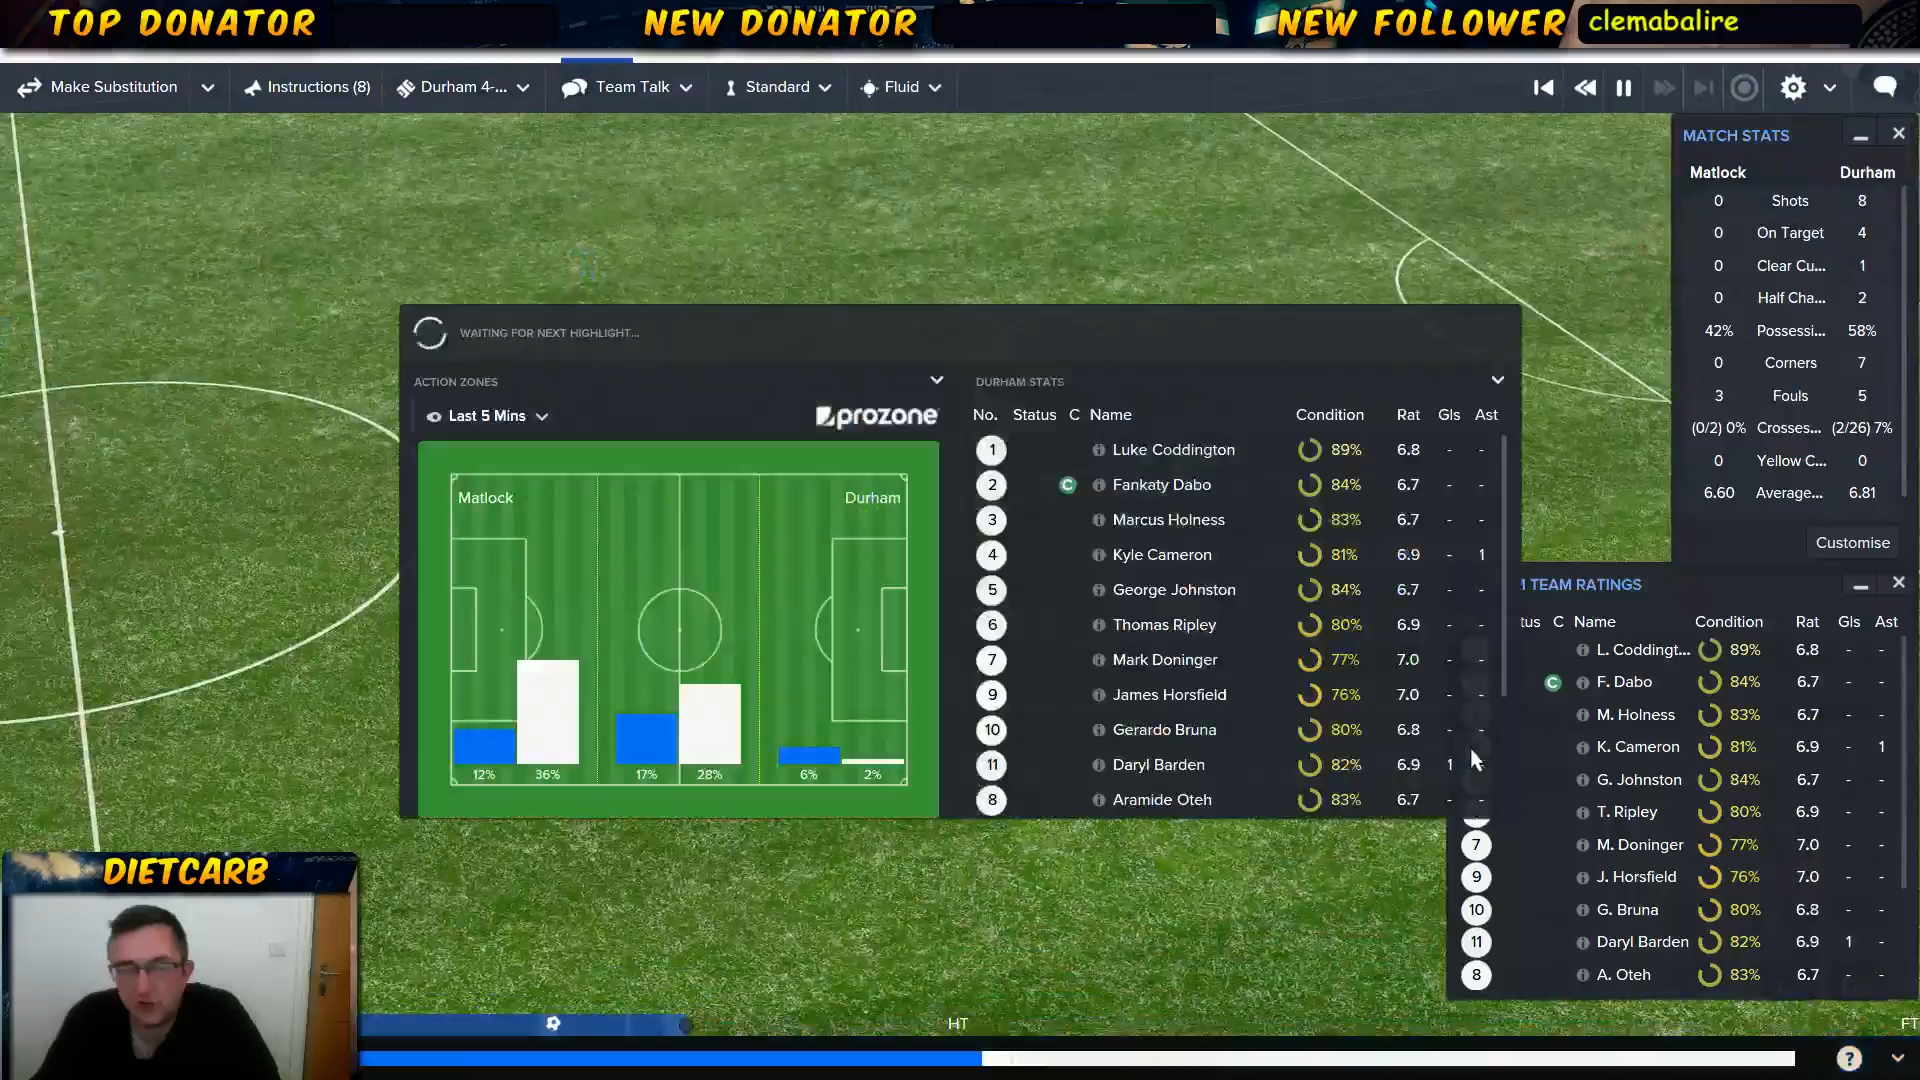 TOP DONATOR
NEW DONATOR
NEW FOLLOWER clemabalire
Make Substitution
Instructions (8)
Durham 4-...
Team Talk
Standard
Fluid
MATCH STATS
Matlock Durham
0 Shots 8
0 On Target 4
0 Clear Cu... 1
0 Half Cha... 2
42% Possessi... 58%
0 Corners 7
3 Fouls 5
(0/2) 0% Crosses... (2/26) 7%
0 Yellow C... 0
6.60 Average... 6.81
Customise
WAITING FOR NEXT HIGHLIGHT...
ACTION ZONES
Last 5 Mins
prozone
Matlock Durham
12% 36% 17% 28% 6% 2%
DURHAM STATS
No. Status C Name Condition Rat Gls Ast
1 Luke Coddington 89% 6.8 - -
2 C Fankaty Dabo 84% 6.7 - -
3 Marcus Holness 83% 6.7 - -
4 Kyle Cameron 81% 6.9 - 1
5 George Johnston 84% 6.7 - -
6 Thomas Ripley 80% 6.9 - -
7 Mark Doninger 77% 7.0 - -
9 James Horsfield 76% 7.0 - -
10 Gerardo Bruna 80% 6.8 - -
11 Daryl Barden 82% 6.9 1
8 Aramide Oteh 83% 6.7 - -
TEAM RATINGS
tus C Name Condition Rat Gls Ast
L. Coddingt... 89% 6.8 - -
C F. Dabo 84% 6.7 - -
M. Holness 83% 6.7 - -
K. Cameron 81% 6.9 - 1
G. Johnston 84% 6.7 - -
T. Ripley 80% 6.9 - -
7 M. Doninger 77% 7.0 - -
9 J. Horsfield 76% 7.0 - -
10 G. Bruna 80% 6.8 - -
11 Daryl Barden 82% 6.9 1 -
8 A. Oteh 83% 6.7 - -
DIETCARB
HT
FT
?